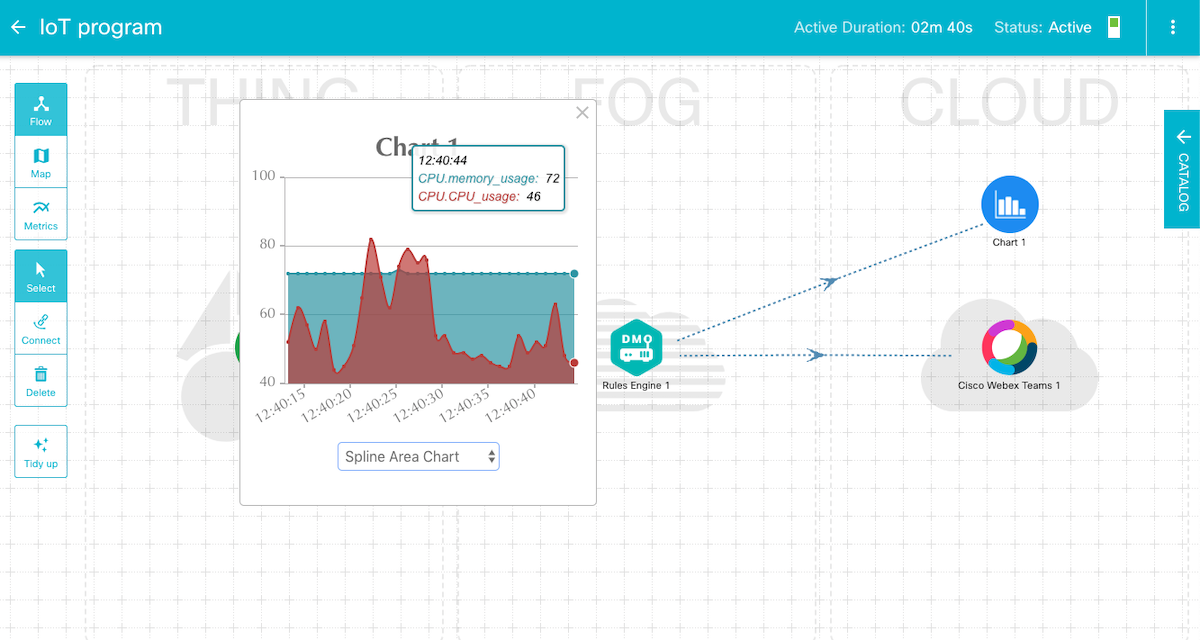 IoT program
Active Duration: 02m 40s
Status: Active
THING
FOG
CLOUD
Flow
Map
Metrics
Select
Connect
Delete
Tidy up
Chart 1
12:40:44
CPU.memory_usage: 72
CPU.CPU_usage: 46
100
80
60
40
12:40:15
12:40:20
12:40:25
12:40:30
12:40:35
12:40:40
Spline Area Chart
DMO
Rules Engine 1
Chart 1
Cisco Webex Teams 1
CATALOG